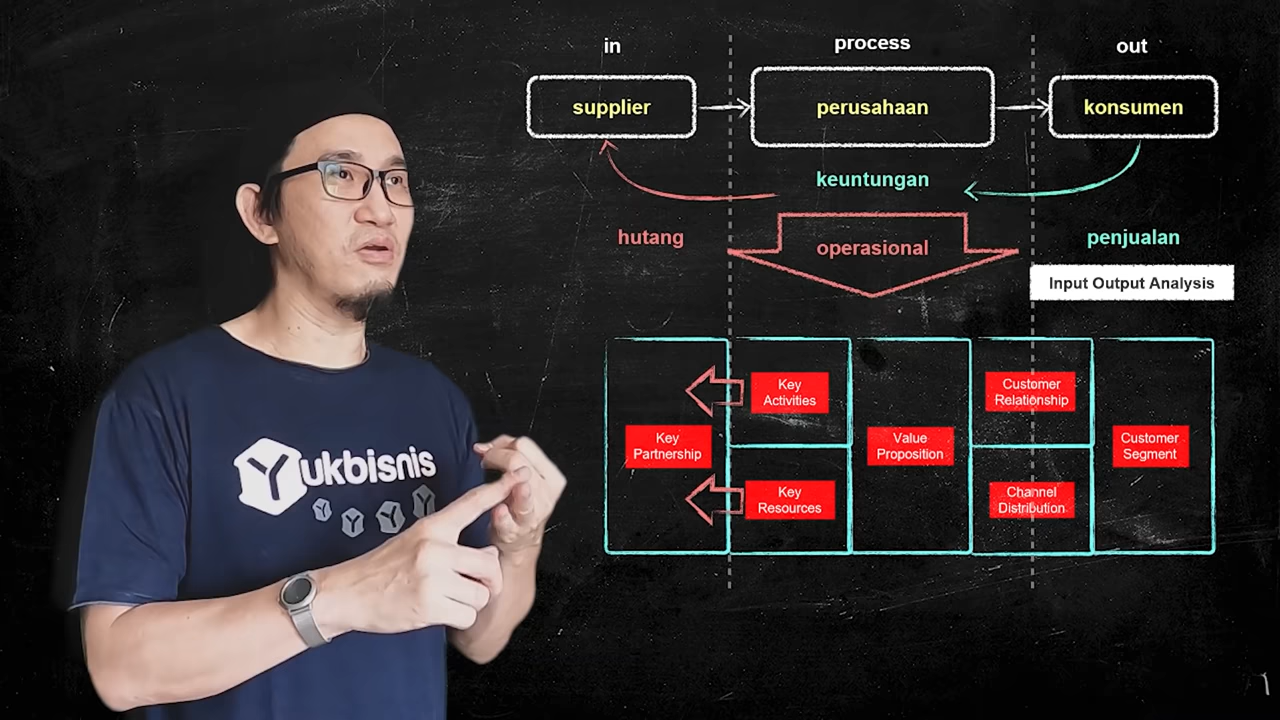 in
process
out
supplier
perusahaan
konsumen
keuntungan
hutang
operasional
penjualan
Input Output Analysis
Key
Activities
Customer
Relationship
Key
Partnership
Value
Proposition
Customer
Segment
Key
Resources
Channel
Distribution
Yukbisnis